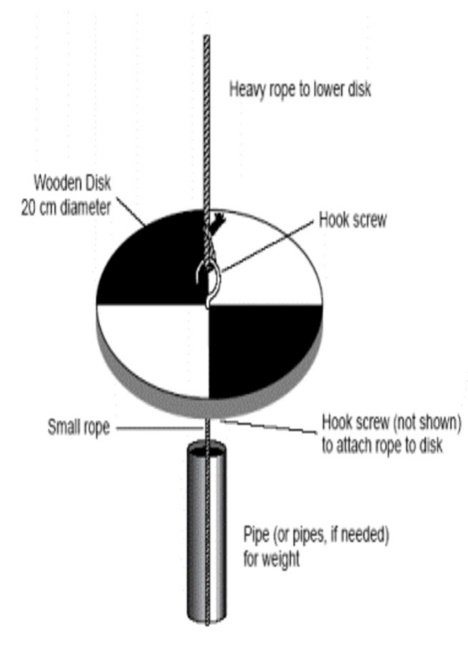 Heavy rope to lower disk
Wooden Disk
20 cm diameter
Hook screw
Small rope
Hook screw (not shown)
to attach rope to disk
Pipe (or pipes, if needed)
for weight